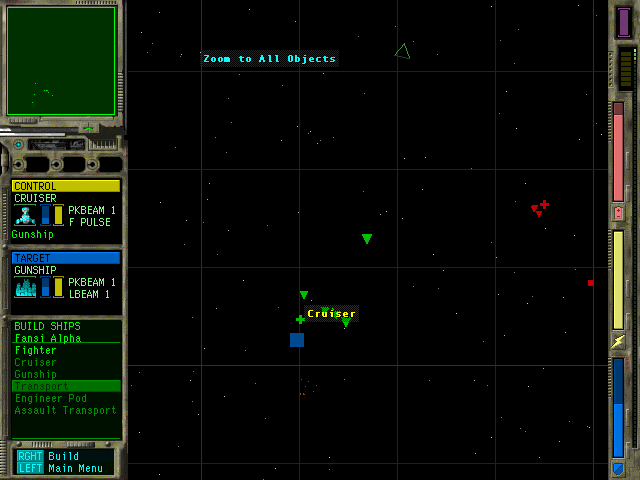 Zoom to All Objects
CONTROL
CRUISER
PKBEAM 1
F PULSE
Gunship
TARGET
GUNSHIP
PKBEAM 1
LBEAM 1
Cruiser
BUILD SHIPS
Fansi Alpha
Fighter
Cruiser
Gunship
Transport
Engineer Pod
Assault Transport
RGHT Build
LEFT Main Menu